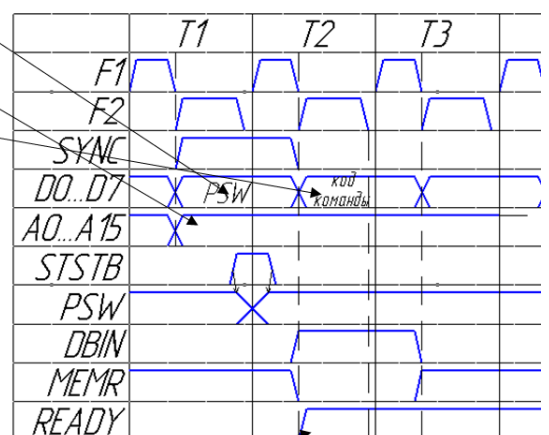 T1 T2 T3
F1
F2
SYNC
D0...D7 PSW код
команды
A0...A15
STSTB
PSW
DBIN
MEMR
READY